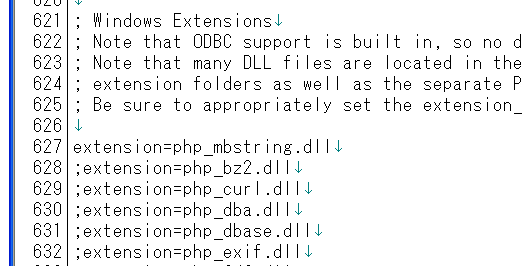 621 ; Windows Extensions↓
622 ; Note that ODBC support is built in, so no d
623 ; Note that many DLL files are located in the
624 ; extension folders as well as the separate P
625 ; Be sure to appropriately set the extension_
626 ↓
627 extension=php_mbstring.dll↓
628 ;extension=php_bz2.dll↓
629 ;extension=php_curl.dll↓
630 ;extension=php_dba.dll↓
631 ;extension=php_dbase.dll↓
632 ;extension=php_exif.dll↓